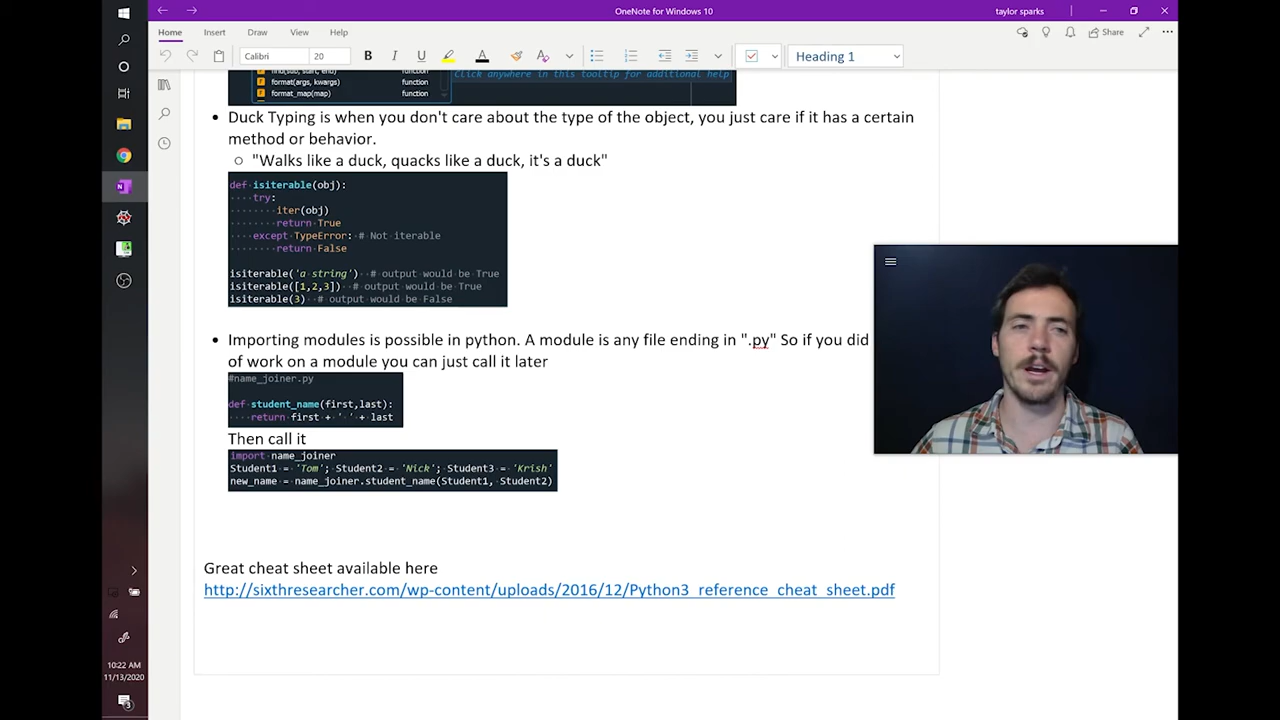 OneNote for Windows 10
taylor sparks
Home Insert Draw View Help
Share
Calibri 20 B I U A Heading 1
find(sub, start, end) function
Click anywhere in this tooltip for additional help
format(args, kwargs) function
format_map(map) function
• Duck Typing is when you don't care about the type of the object, you just care if it has a certain
method or behavior.
○ "Walks like a duck, quacks like a duck, it's a duck"
def isiterable(obj):
····try:
········iter(obj)
········return True
····except TypeError: # Not iterable
········return False
isiterable('a string') # output would be True
isiterable([1,2,3]) # output would be True
isiterable(3) # output would be False
• Importing modules is possible in python. A module is any file ending in ".py" So if you did
of work on a module you can just call it later
#name_joiner.py
def student_name(first,last):
····return first + ' ' + last
Then call it
import name_joiner
Student1 = 'Tom'; Student2 = 'Nick'; Student3 = 'Krish'
new_name = name_joiner.student_name(Student1, Student2)
Great cheat sheet available here
http://sixthresearcher.com/wp-content/uploads/2016/12/Python3_reference_cheat_sheet.pdf
10:22 AM
11/13/2020
3